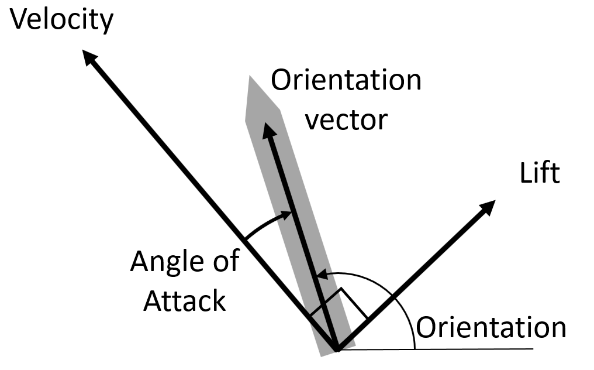 Velocity
Orientation
vector
Lift
Angle of
Attack
Orientation